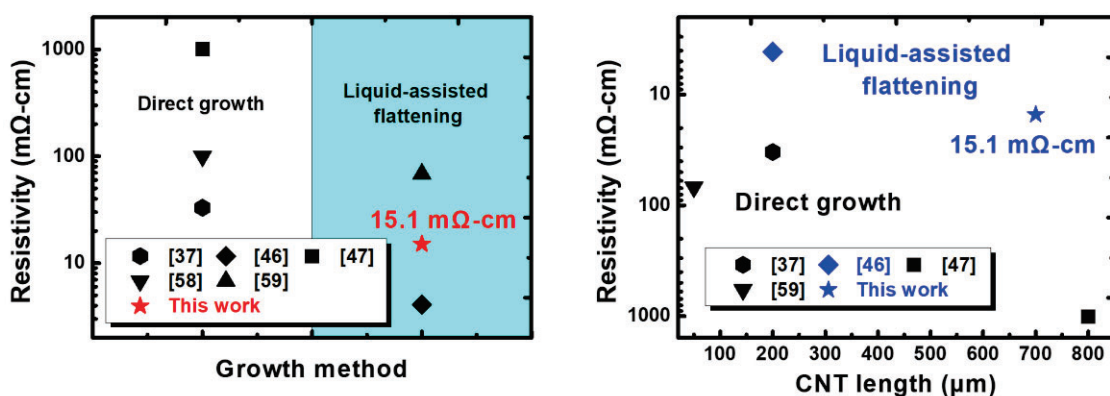 1000
100
10
Resistivity (mΩ-cm)
Direct growth
Liquid-assisted
flattening
15.1 mΩ-cm
[37] [46] [47]
[58] [59]
This work
Growth method
10
100
1000
Resistivity (mΩ-cm)
Liquid-assisted
flattening
15.1 mΩ-cm
Direct growth
[37] [46] [47]
[59] This work
100 200 300 400 500 600 700 800
CNT length (μm)